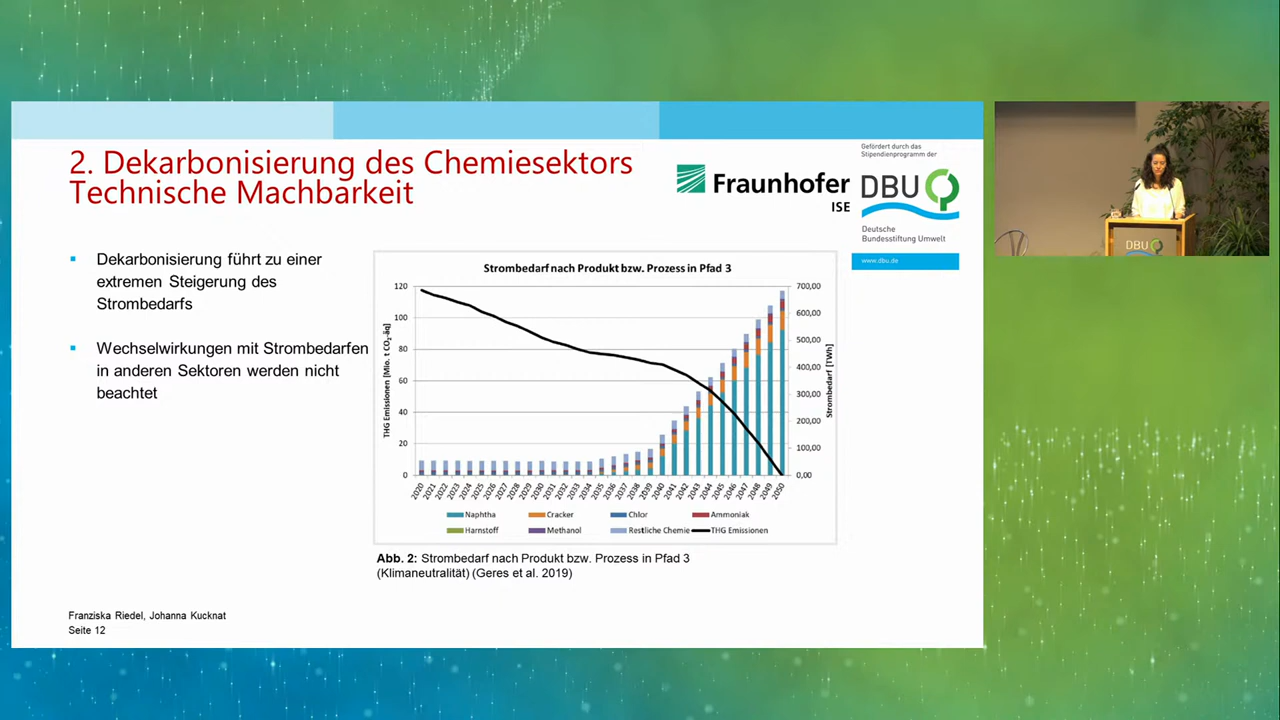 2. Dekarbonisierung des Chemiesektors
Technische Machbarkeit
Fraunhofer
ISE
Gefördert durch das
Stipendienprogramm der
DBU
Deutsche
Bundesstiftung Umwelt
www.dbu.de
DBU
▪ Dekarbonisierung führt zu einer
extremen Steigerung des
Strombedarfs
▪ Wechselwirkungen mit Strombedarfen
in anderen Sektoren werden nicht
beachtet
Strombedarf nach Produkt bzw. Prozess in Pfad 3
THG Emissionen [Mio. t CO₂-äq]
120
100
80
60
40
20
0
700,00
600,00
500,00
400,00
300,00
200,00
100,00
0,00
Strombedarf [TWh]
2020 2021 2022 2023 2024 2025 2026 2027 2028 2029 2030 2031 2032 2033 2034 2035 2036 2037 2038 2039 2040 2041 2042 2043 2044 2045 2046 2047 2048 2049 2050
Naphtha Cracker Chlor Ammoniak
Harnstoff Methanol Restliche Chemie THG Emissionen
Abb. 2: Strombedarf nach Produkt bzw. Prozess in Pfad 3
(Klimaneutralität) (Geres et al. 2019)
Franziska Riedel, Johanna Kucknat
Seite 12